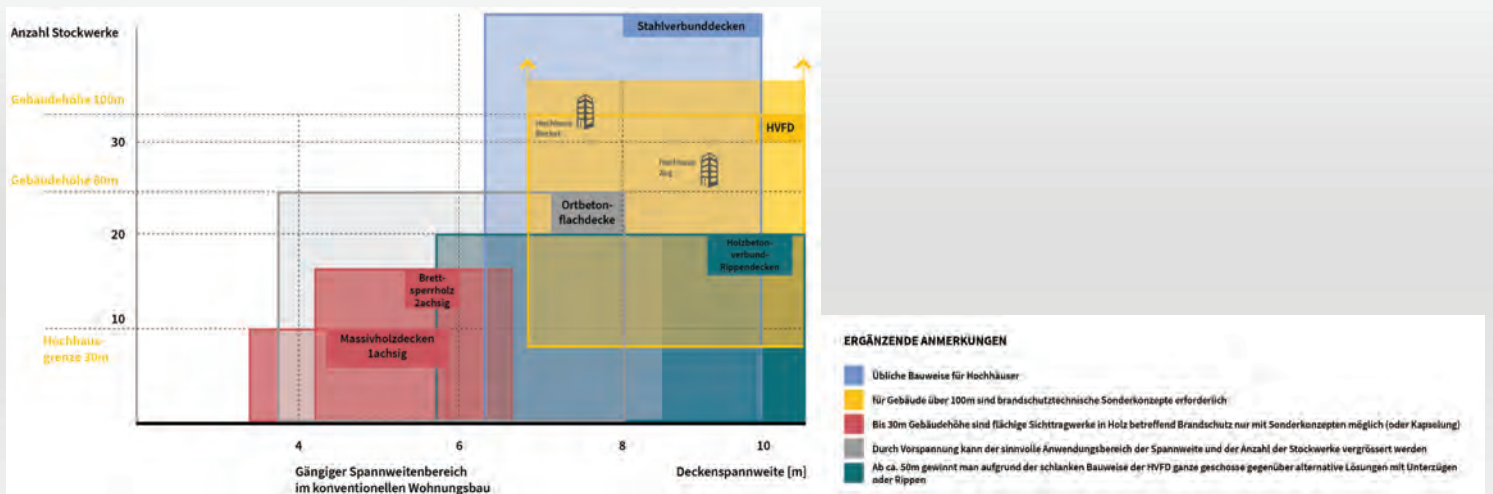 Anzahl Stockwerke
Stahlverbunddecken
Gebäudehöhe 100m
Hochhaus
HVFD
30
Hochhaus
Zug
Gebäudehöhe 80m
Ortbeton-
flachdecke
20
Holzbeton-
verbund-
Rippendecken
Brett-
sperrholz
2achsig
10
Massivholzdecken
1achsig
Hochhaus-
grenze 30m
4
6
8
10
Gängiger Spannweitenbereich
im konventionellen Wohnungsbau
Deckenspannweite [m]
ERGÄNZENDE ANMERKUNGEN
Übliche Bauweise für Hochhäuser
für Gebäude über 100m sind brandschutztechnische Sonderkonzepte erforderlich
Bis 30m Gebäudehöhe sind flächige Sichttragwerke in Holz betreffend Brandschutz nur mit Sonderkonzepten möglich (oder Kapselung)
Durch Vorspannung kann der sinnvolle Anwendungsbereich der Spannweite und der Anzahl der Stockwerke vergrössert werden
Ab ca. 50m gewinnt man aufgrund der schlanken Bauweise der HVFD ganze geschosse gegenüber alternative Lösungen mit Unterzügen
oder Rippen